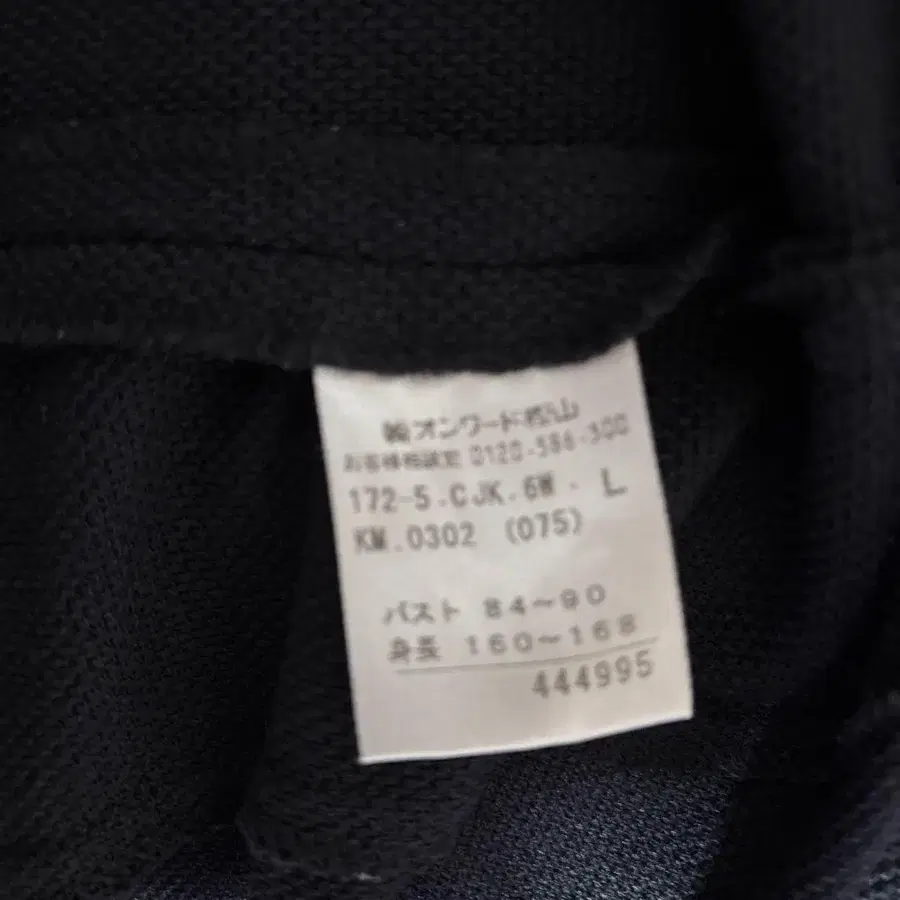 ㈱オンワード樫山
お客様相談室 0120-586-300
172-5.CJK.6W. L
KM.0302 (075)
バスト 84〜90
身長 160〜168
444995